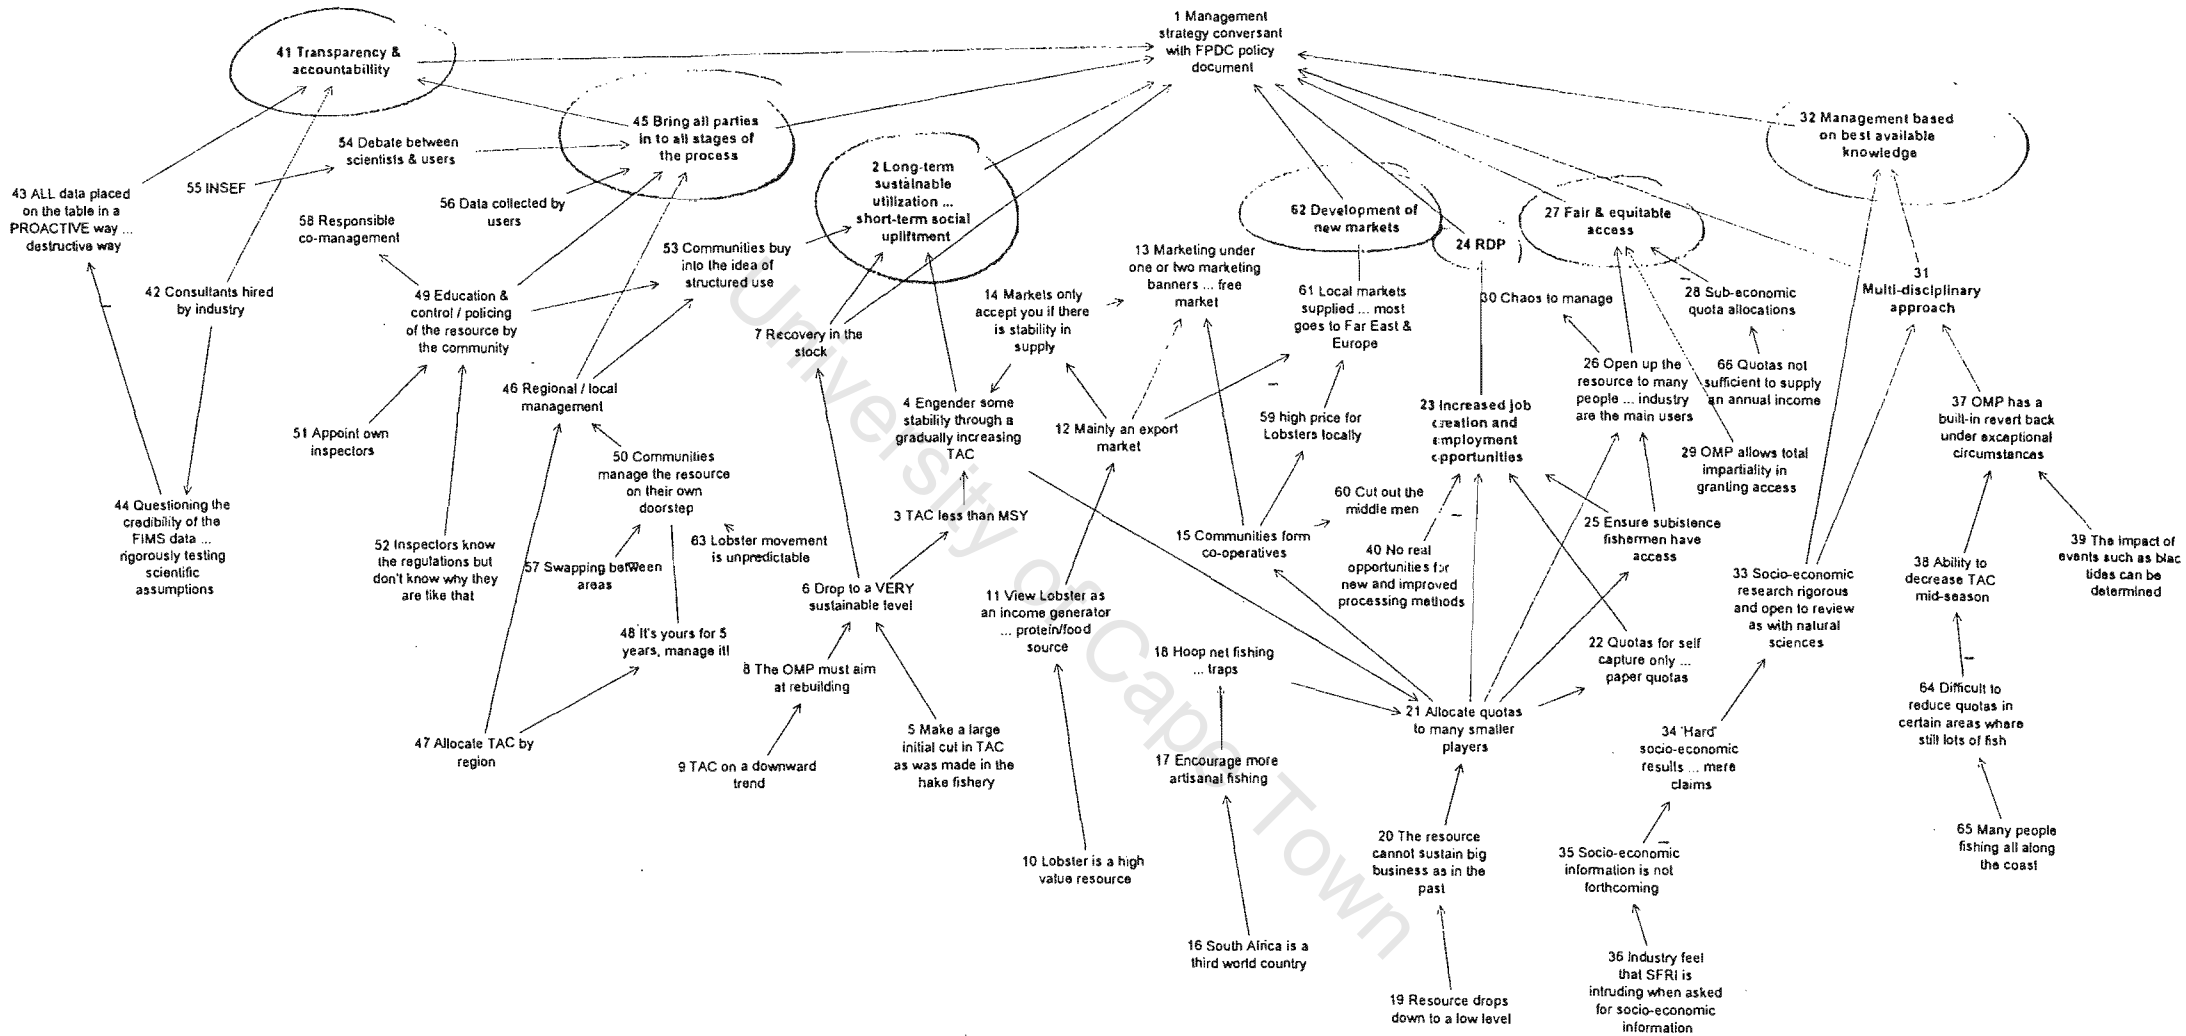 1 Management
strategy conversant
with FPDC policy
document
41 Transparency &
accountabillity
45 Bring all parties
in to all stages of
the process
54 Debate between
scientists & users
55 INSEF
43 ALL data placed
on the table in a
PROACTIVE way ...
destructive way
56 Data collected by
users
58 Responsible
co-management
2 Long-term
sustainable
utilization ...
short-term social
upliftment
32 Management based
on best available
knowledge
62 Development of
new markets
27 Fair & equitable
access
24 RDP
53 Communities buy
into the idea of
structured use
13 Marketing under
one or two marketing
banners ... free
market
42 Consultants hired
by industry
49 Education &
control / policing
of the resource by
the community
14 Markets only
accept you if there
is stability in
supply
61 Local markets
supplied ... most
goes to Far East &
Europe
30 Chaos to manage
28 Sub-economic
quota allocations
31
Multi-disciplinary
approach
7 Recovery in the
stock
46 Regional / local
management
26 Open up the
resource to many
people ... industry
are the main users
66 Quotas not
sufficient to supply
an annual income
4 Engender some
stability through a
gradually increasing
TAC
12 Mainly an export
market
59 high price for
Lobsters locally
23 Increased job
creation and
employment
opportunities
37 OMP has a
built-in revert back
under exceptional
circumstances
51 Appoint own
inspectors
50 Communities
manage the resource
on their own
doorstep
29 OMP allows total
impartiality in
granting access
44 Questioning the
credibility of the
FIMS data ...
rigorously testing
scientific
assumptions
60 Cut out the
middle men
3 TAC less than MSY
15 Communities form
co-operatives
25 Ensure subistence
fishermen have
access
52 Inspectors know
the regulations but
don't know why they
are like that
57 Swapping between
areas
63 Lobster movement
is unpredictable
40 No real
opportunities for
new and improved
processing methods
39 The impact of
events such as blac
tides can be
determined
38 Ability to
decrease TAC
mid-season
33 Socio-economic
research rigorous
and open to review
as with natural
sciences
6 Drop to a VERY
sustainable level
11 View Lobster as
an income generator
... protein/food
source
48 It's yours for 5
years, manage it!
18 Hoop net fishing
... traps
22 Quotas for self
capture only ...
paper quotas
8 The OMP must aim
at rebuilding
64 Difficult to
reduce quotas in
certain areas where
still lots of fish
21 Allocate quotas
to many smaller
players
47 Allocate TAC by
region
5 Make a large
initial cut in TAC
as was made in the
hake fishery
34 'Hard'
socio-economic
results ... mere
claims
9 TAC on a downward
trend
17 Encourage more
artisanal fishing
20 The resource
cannot sustain big
business as in the
past
65 Many people
fishing all along
the coast
10 Lobster is a high
value resource
35 Socio-economic
information is not
forthcoming
16 South Africa is a
third world country
36 Industry feel
that SFRI is
intruding when asked
for socio-economic
information
19 Resource drops
down to a low level
University of Cape Town